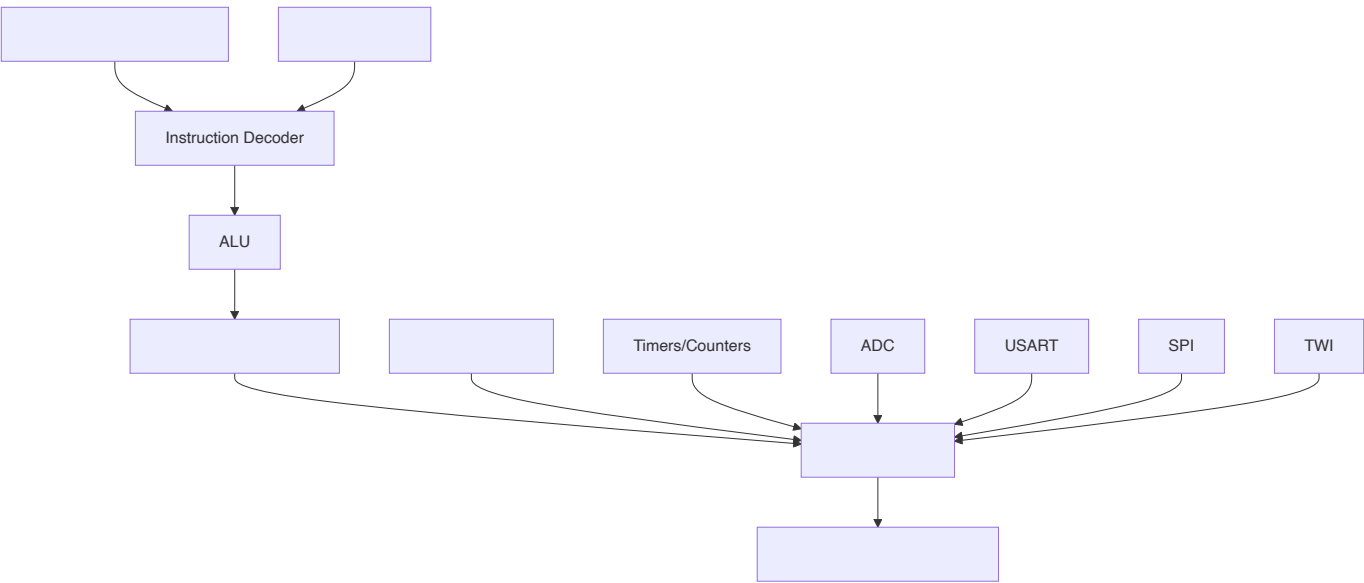 Instruction Decoder
ALU
Timers/Counters
ADC
USART
SPI
TWI